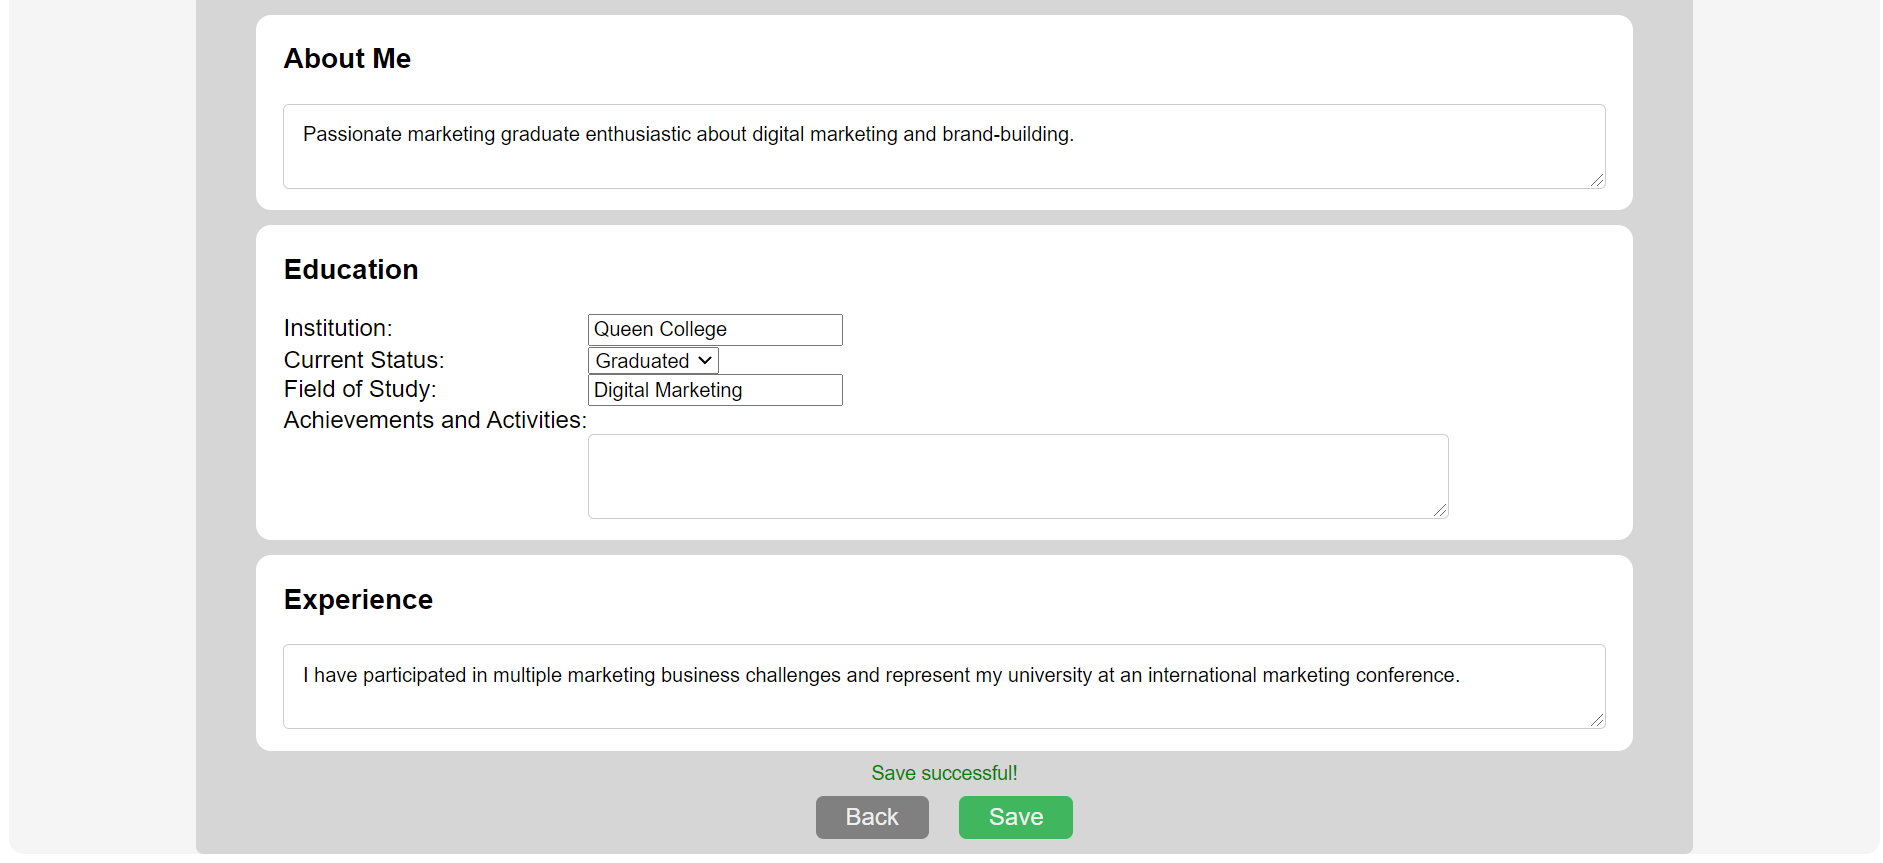 About Me
Passionate marketing graduate enthusiastic about digital marketing and brand-building.
Education
Institution: Queen College
Current Status: Graduated
Field of Study: Digital Marketing
Achievements and Activities:
Experience
I have participated in multiple marketing business challenges and represent my university at an international marketing conference.
Save successful!
Back Save